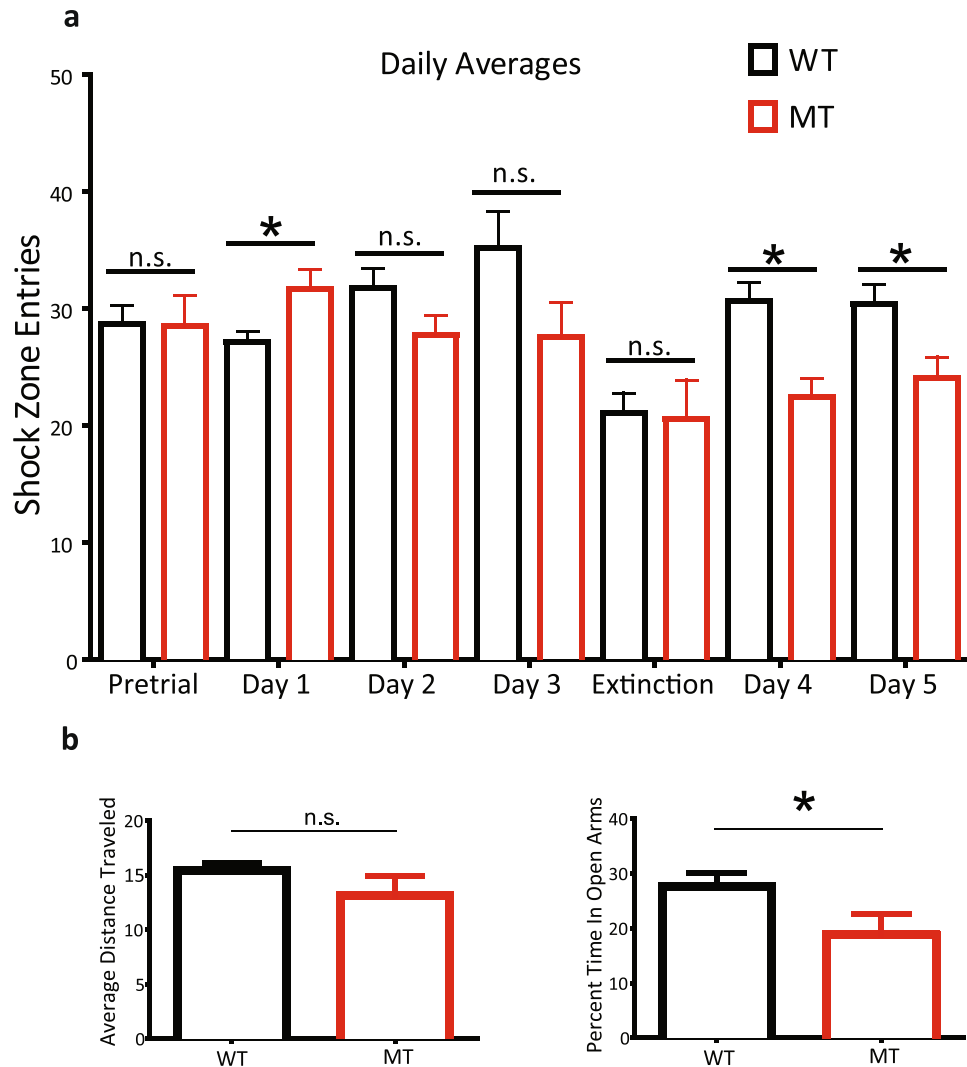 a
Daily Averages
WT
MT
Shock Zone Entries
50
40
30
20
10
0
n.s.
*
n.s.
n.s.
n.s.
*
*
Pretrial Day 1 Day 2 Day 3 Extinction Day 4 Day 5
b
Average Distance Traveled
20
15
10
5
0
n.s.
WT MT
Percent Time In Open Arms
40
30
20
10
0
*
WT MT